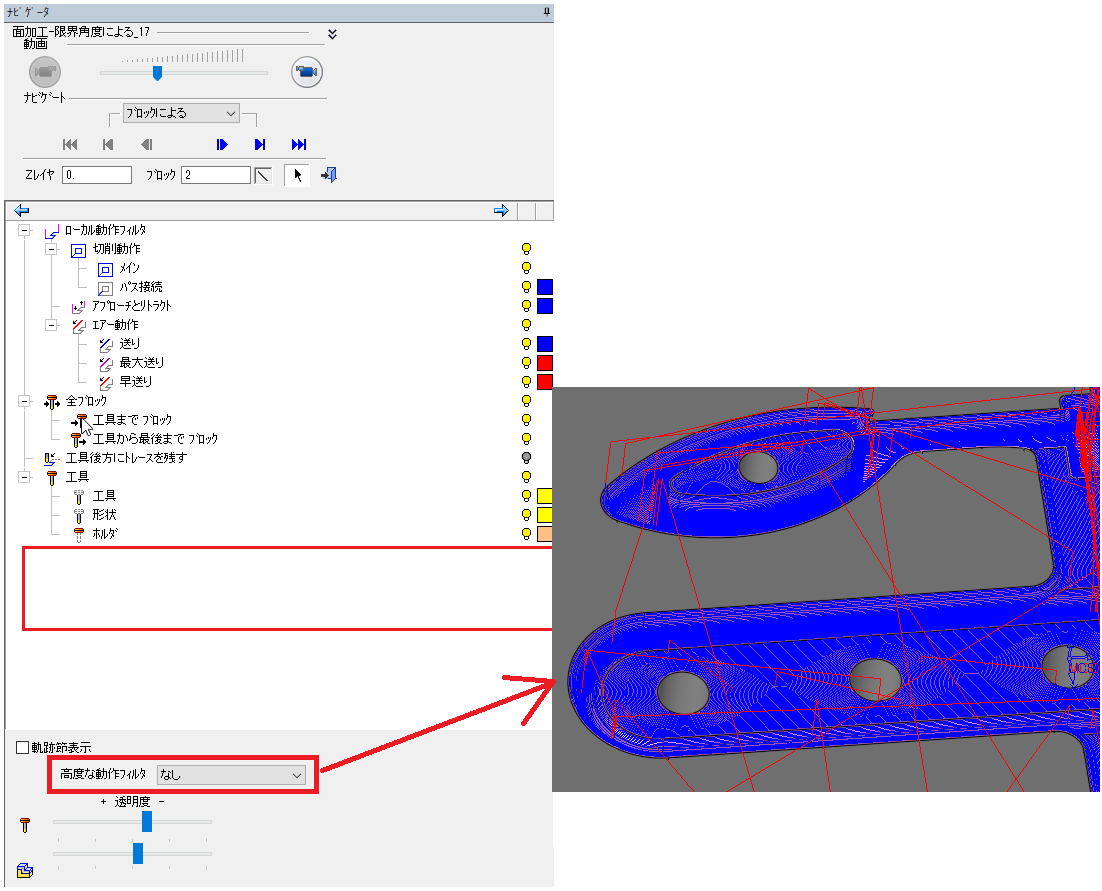 ナビゲータ
面加工-限界角度による_17
動画
ナビゲート
ブロックによる
Zレイヤ 0. ブロック 2
ローカル動作フィルタ
切削動作
メイン
パス接続
アプローチとリトラクト
エアー動作
送り
最大送り
早送り
全ブロック
工具まで ブロック
工具から最後まで ブロック
工具後方にトレースを残す
工具
工具
形状
ホルダ
軌跡節表示
高度な動作フィルタ なし
+ 透明度 -